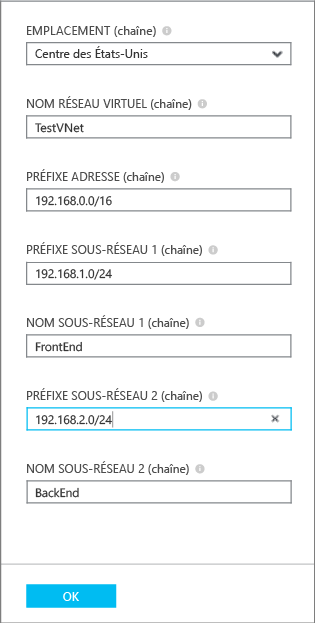 EMPLACEMENT (chaîne)
Centre des États-Unis
NOM RÉSEAU VIRTUEL (chaîne)
TestVNet
PRÉFIXE ADRESSE (chaîne)
192.168.0.0/16
PRÉFIXE SOUS-RÉSEAU 1 (chaîne)
192.168.1.0/24
NOM SOUS-RÉSEAU 1 (chaîne)
FrontEnd
PRÉFIXE SOUS-RÉSEAU 2 (chaîne)
192.168.2.0/24
NOM SOUS-RÉSEAU 2 (chaîne)
BackEnd
OK